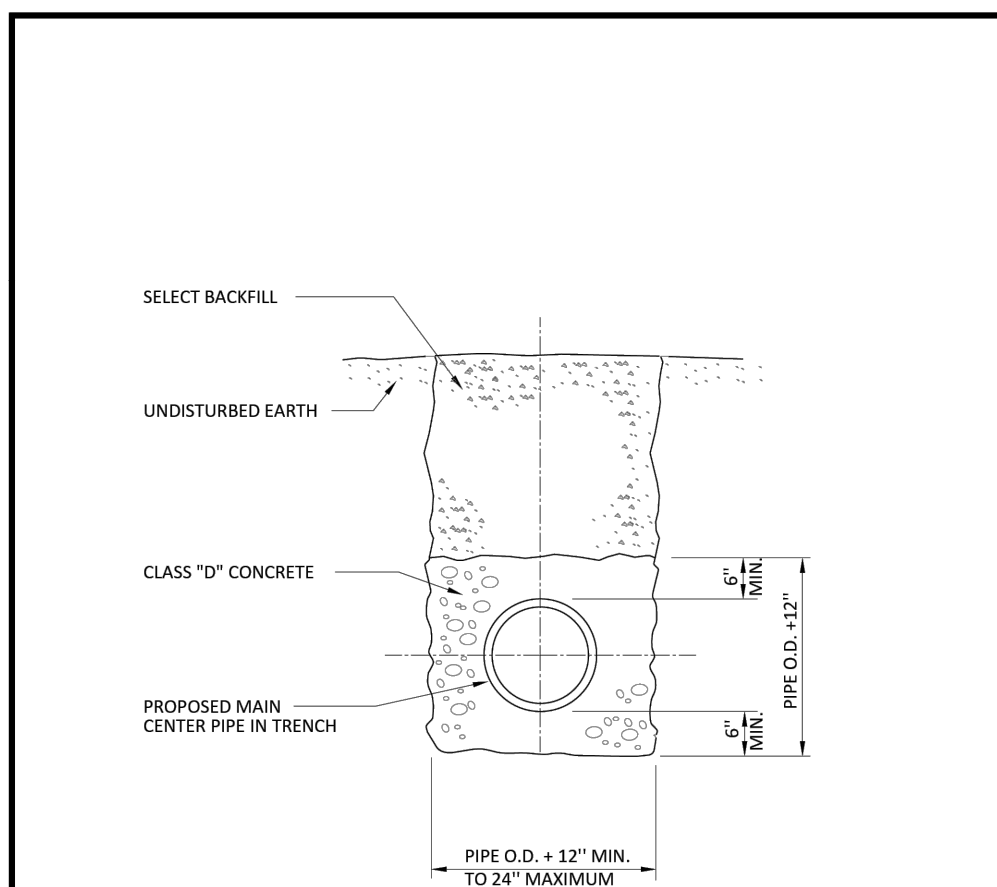 SELECT BACKFILL
UNDISTURBED EARTH
CLASS "D" CONCRETE
PROPOSED MAIN
CENTER PIPE IN TRENCH
6"
MIN.
PIPE O.D. +12"
6"
MIN.
PIPE O.D. + 12" MIN.
TO 24" MAXIMUM